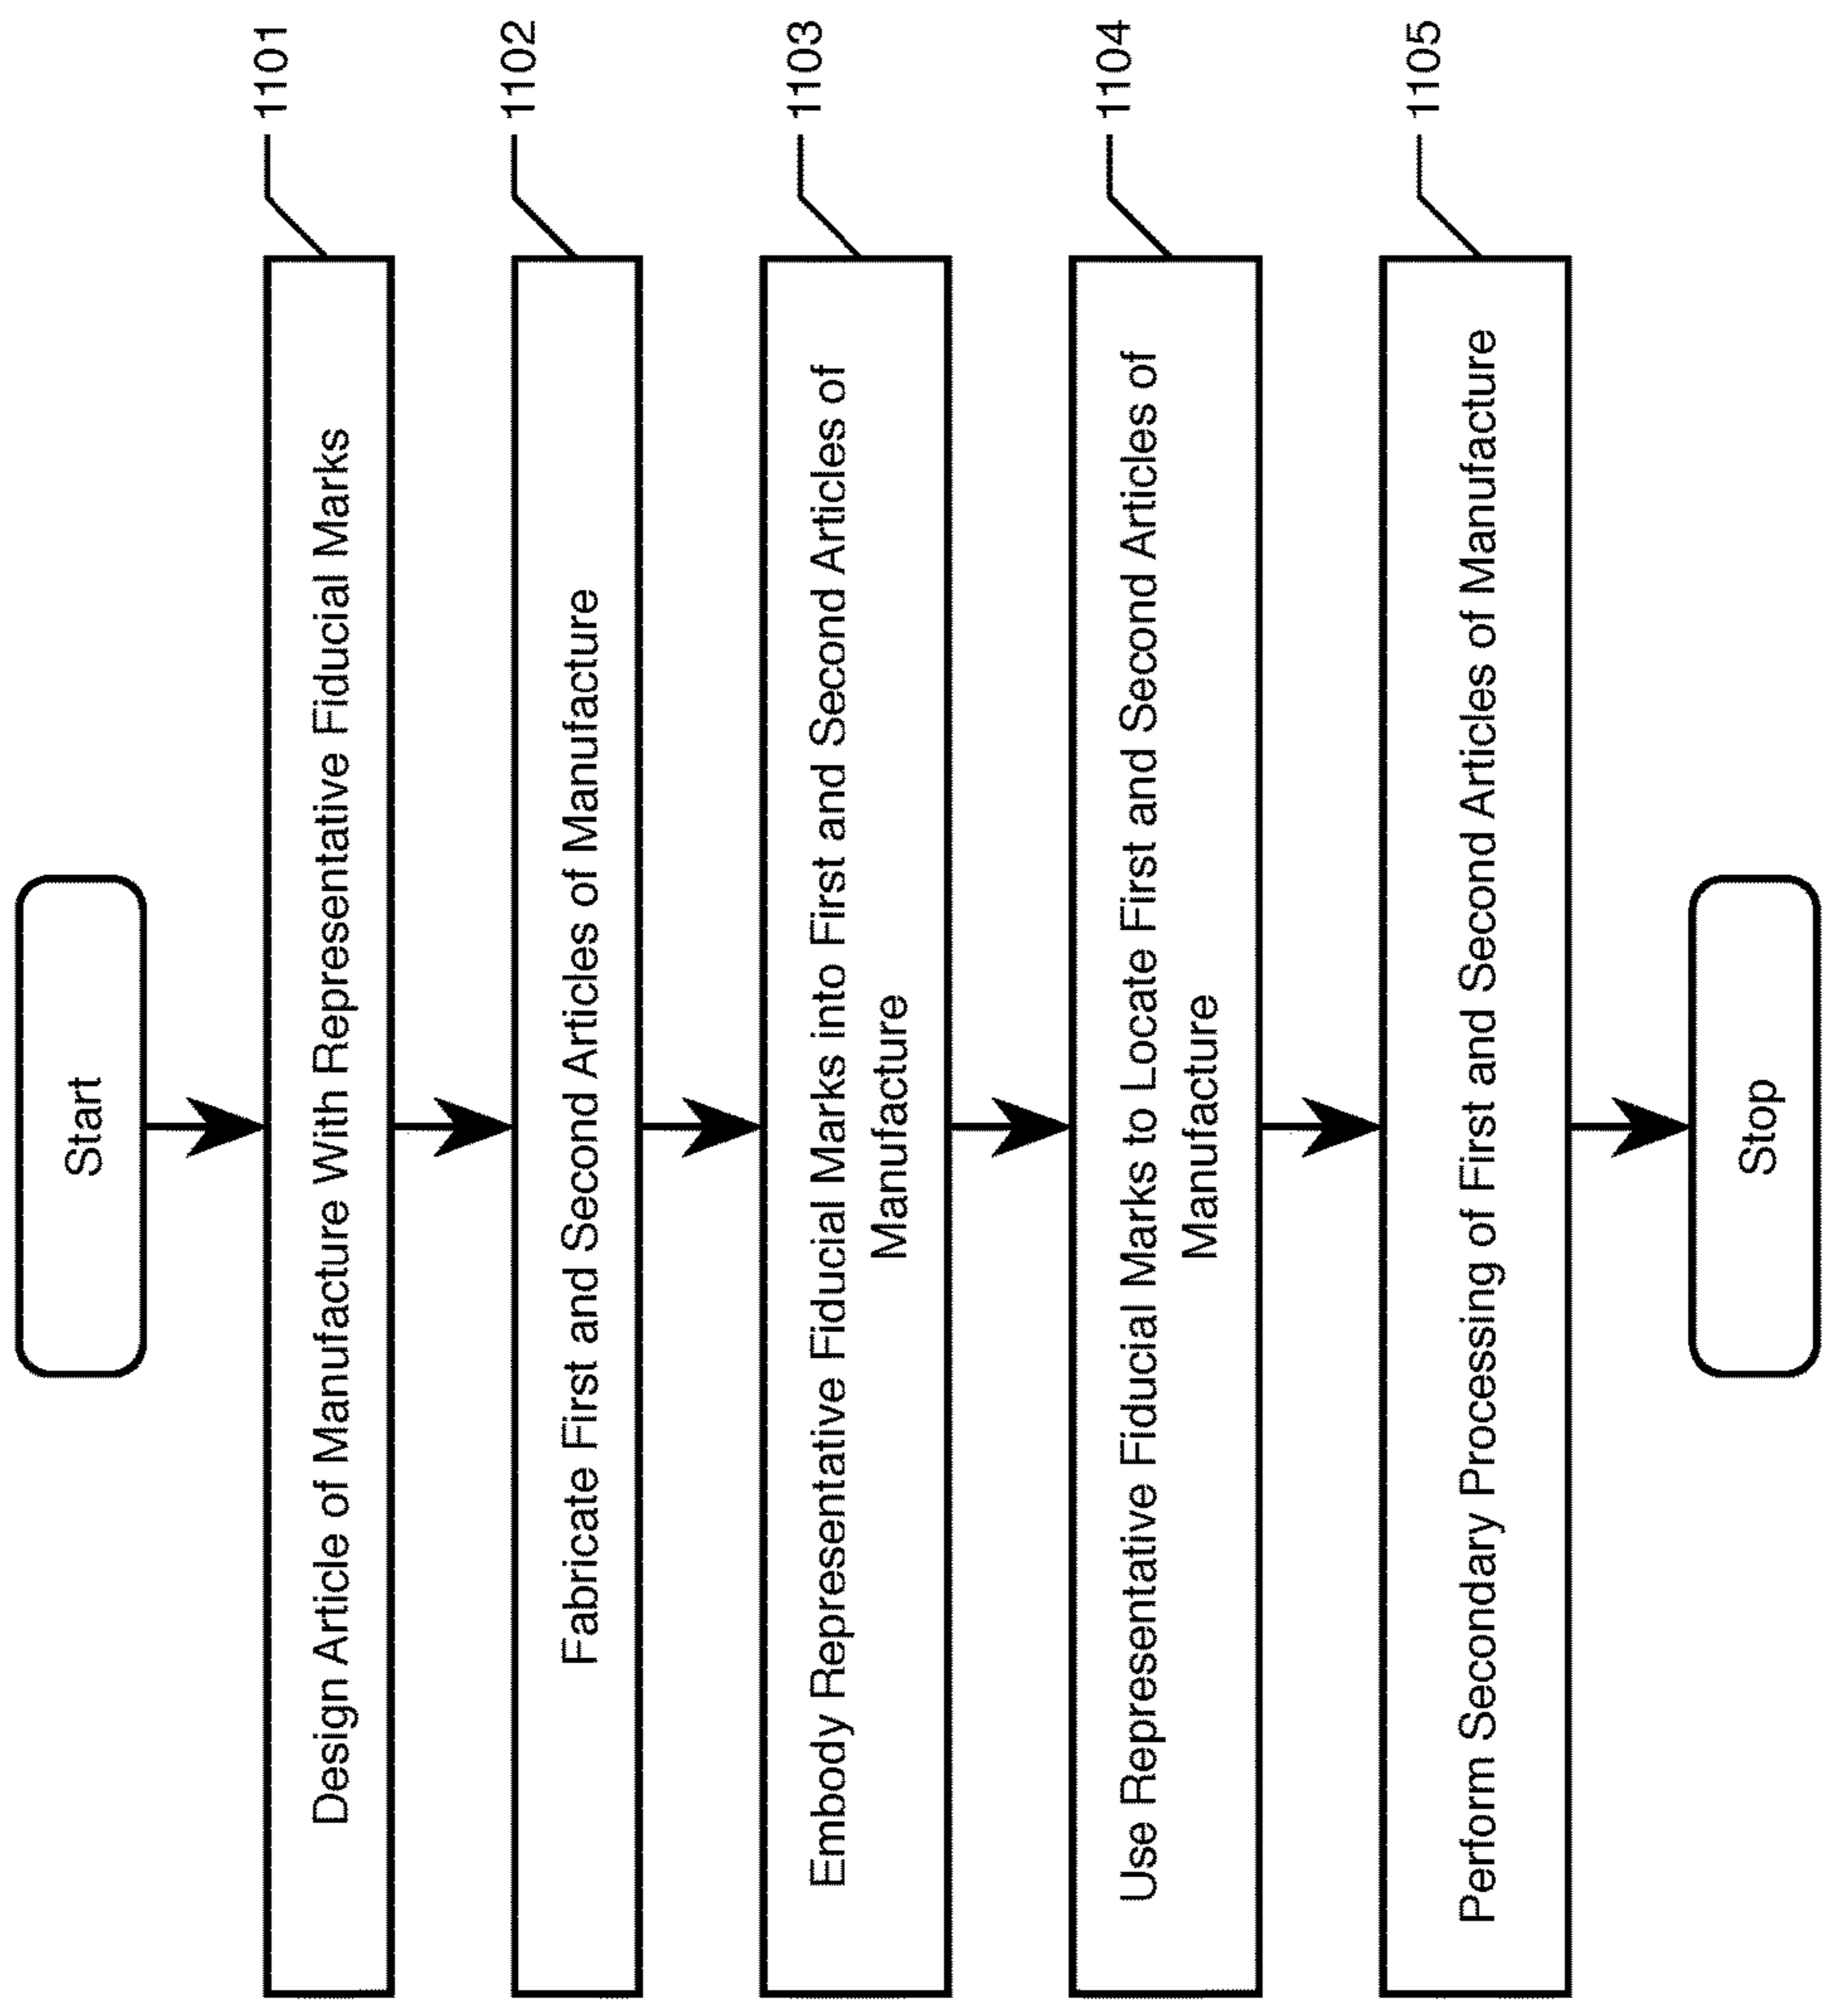 Start
Design Article of Manufacture With Representative Fiducial Marks
1101
Fabricate First and Second Articles of Manufacture
1102
Embody Representative Fiducial Marks into First and Second Articles of
Manufacture
1103
Use Representative Fiducial Marks to Locate First and Second Articles of
Manufacture
1104
Perform Secondary Processing of First and Second Articles of Manufacture
1105
Stop